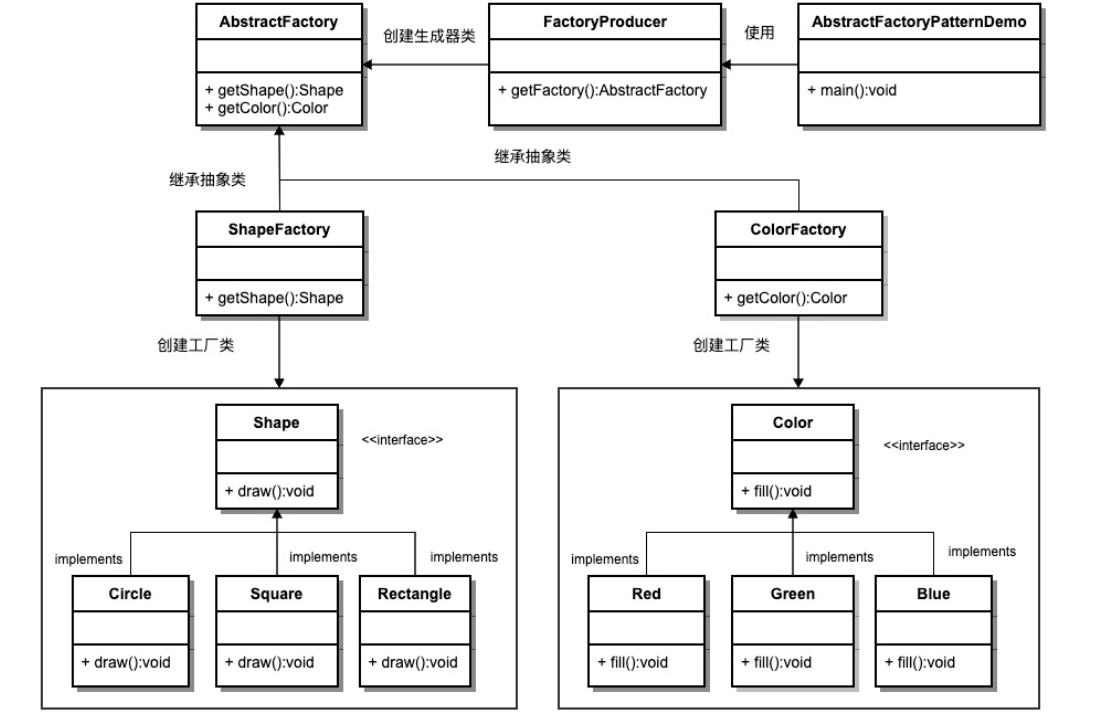 AbstractFactory
+ getShape():Shape
+ getColor():Color
创建生成器类
FactoryProducer
+ getFactory():AbstractFactory
使用
AbstractFactoryPatternDemo
+ main():void
继承抽象类
继承抽象类
ShapeFactory
+ getShape():Shape
ColorFactory
+ getColor():Color
创建工厂类
创建工厂类
Shape
<<interface>>
+ draw():void
implements
implements
implements
Circle
+ draw():void
Square
+ draw():void
Rectangle
+ draw():void
Color
<<interface>>
+ fill():void
implements
implements
implements
Red
+ fill():void
Green
+ fill():void
Blue
+ fill():void